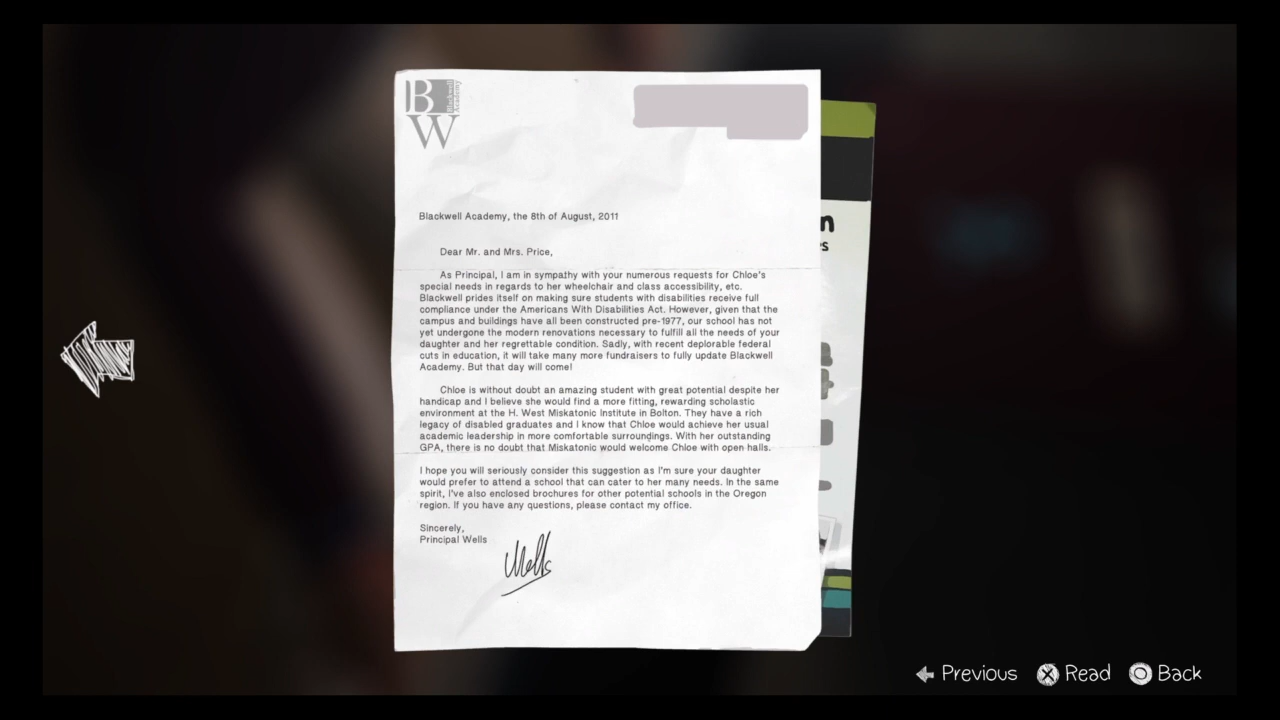 B
Blackwell Academy
W
Blackwell Academy, the 8th of August, 2011
Dear Mr. and Mrs. Price,
As Principal, I am in sympathy with your numerous requests for Chloe's
special needs in regards to her wheelchair and class accessibility, etc.
Blackwell prides itself on making sure students with disabilities receive full
compliance under the Americans With Disabilities Act. However, given that the
campus and buildings have all been constructed pre-1977, our school has not
yet undergone the modern renovations necessary to fulfill all the needs of your
daughter and her regrettable condition. Sadly, with recent deplorable federal
cuts in education, it will take many more fundraisers to fully update Blackwell
Academy. But that day will come!
Chloe is without doubt an amazing student with great potential despite her
handicap and I believe she would find a more fitting, rewarding scholastic
environment at the H. West Miskatonic Institute in Bolton. They have a rich
legacy of disabled graduates and I know that Chloe would achieve her usual
academic leadership in more comfortable surroundings. With her outstanding
GPA, there is no doubt that Miskatonic would welcome Chloe with open halls.
I hope you will seriously consider this suggestion as I'm sure your daughter
would prefer to attend a school that can cater to her many needs. In the same
spirit, I've also enclosed brochures for other potential schools in the Oregon
region. If you have any questions, please contact my office.
Sincerely,
Principal Wells
Wells
n
es
Previous Read Back